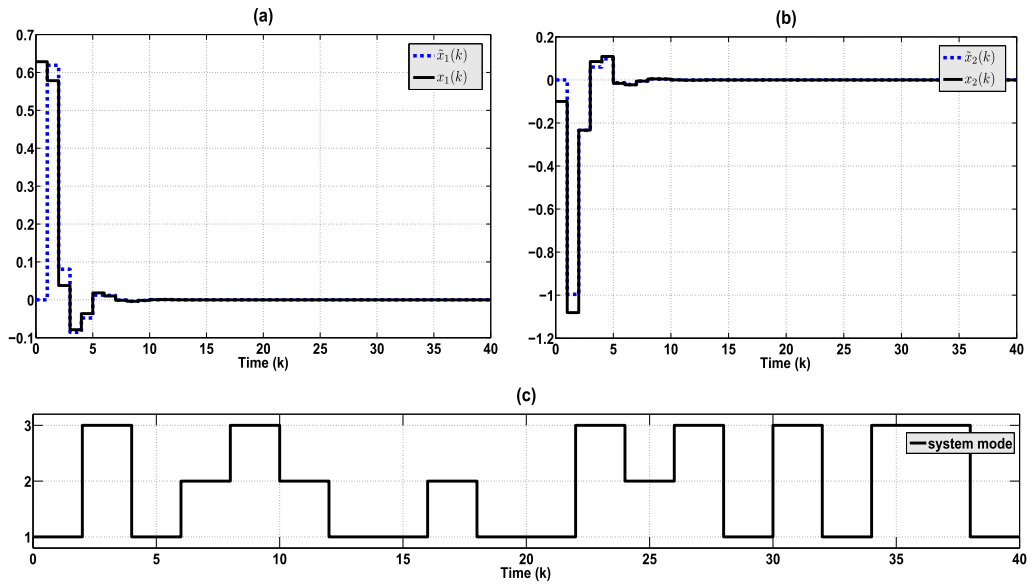 (a)
0.7
0.6
0.5
0.4
0.3
0.2
0.1
0
−0.1
x̃₁(k)
x₁(k)
0 5 10 15 20 25 30 35 40
Time (k)
(b)
0.2
0
−0.2
−0.4
−0.6
−0.8
−1
−1.2
x̃₂(k)
x₂(k)
0 5 10 15 20 25 30 35 40
Time (k)
(c)
3
2
1
system mode
0 5 10 15 20 25 30 35 40
Time (k)